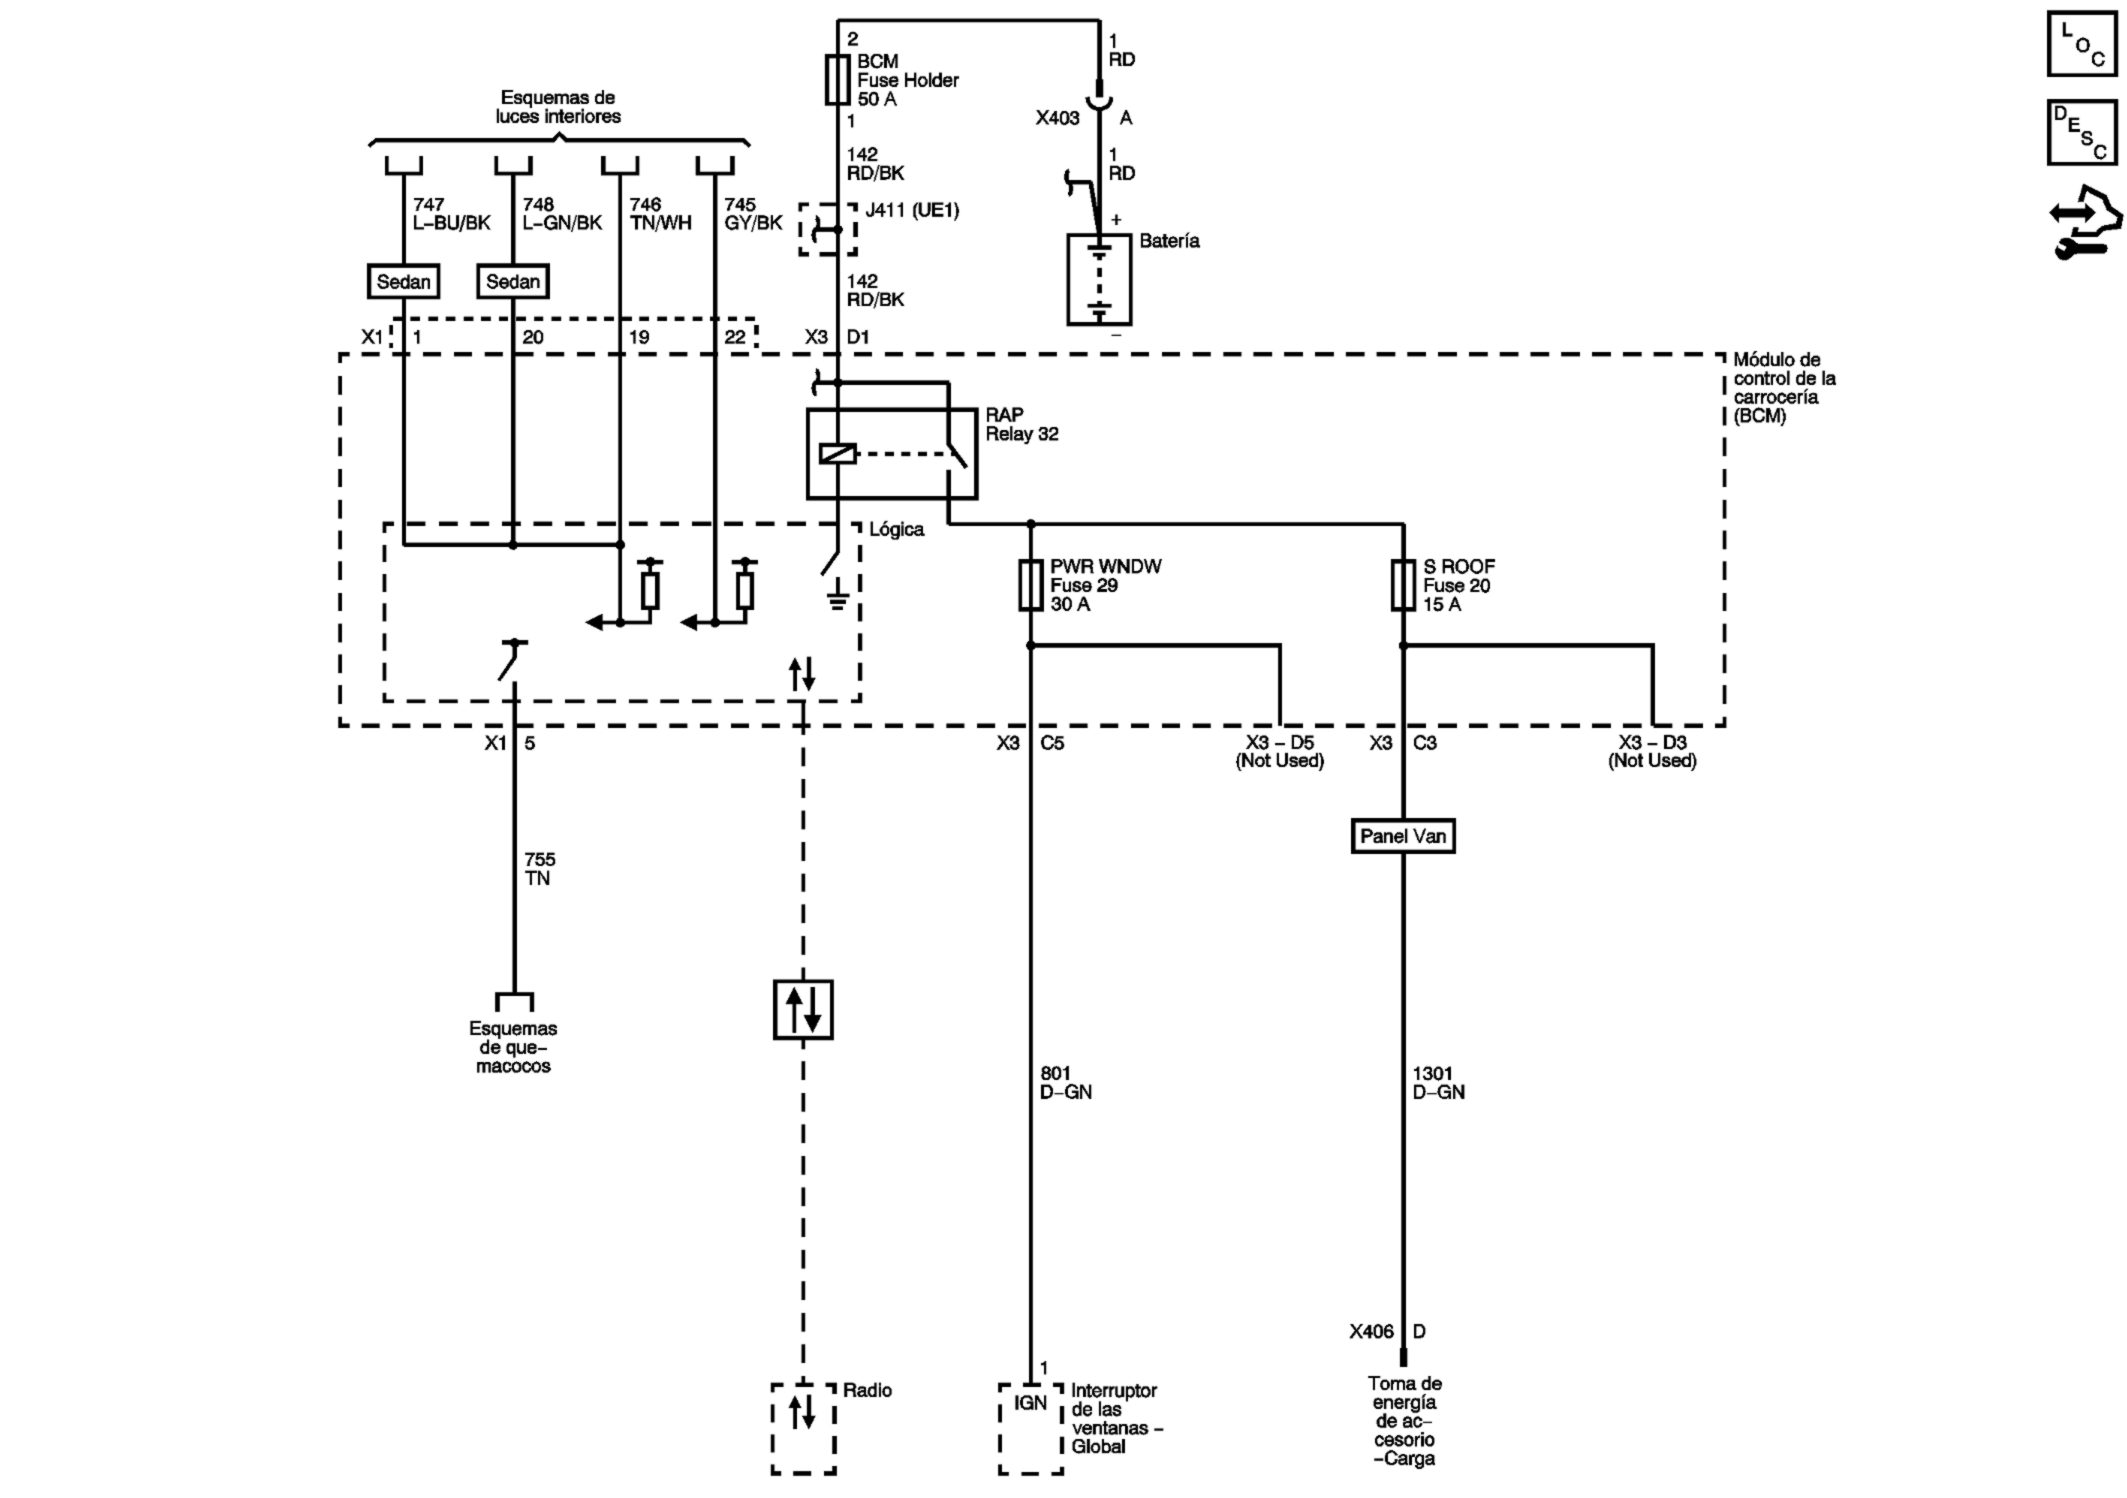 L
O
C
D
E
S
C
2
BCM
Fuse Holder
50 A
1
1
RD
X403 A
1
RD
Esquemas de
luces interiores
142
RD/BK
747
L-BU/BK
748
L-GN/BK
746
TN/WH
745
GY/BK
J411 (UE1)
+
Batería
–
Sedan
Sedan
142
RD/BK
X1 1 20 19 22
X3 D1
Módulo de
control de la
carrocería
(BCM)
RAP
Relay 32
Lógica
PWR WNDW
Fuse 29
30 A
S ROOF
Fuse 20
15 A
X1 5
X3 C5
X3 – D5
(Not Used)
X3 C3
X3 – D3
(Not Used)
Panel Van
755
TN
Esquemas
de que–
macocos
801
D–GN
1301
D–GN
X406 D
1
Radio
IGN
Interruptor
de las
ventanas –
Global
Toma de
energía
de ac–
cesorio
–Carga